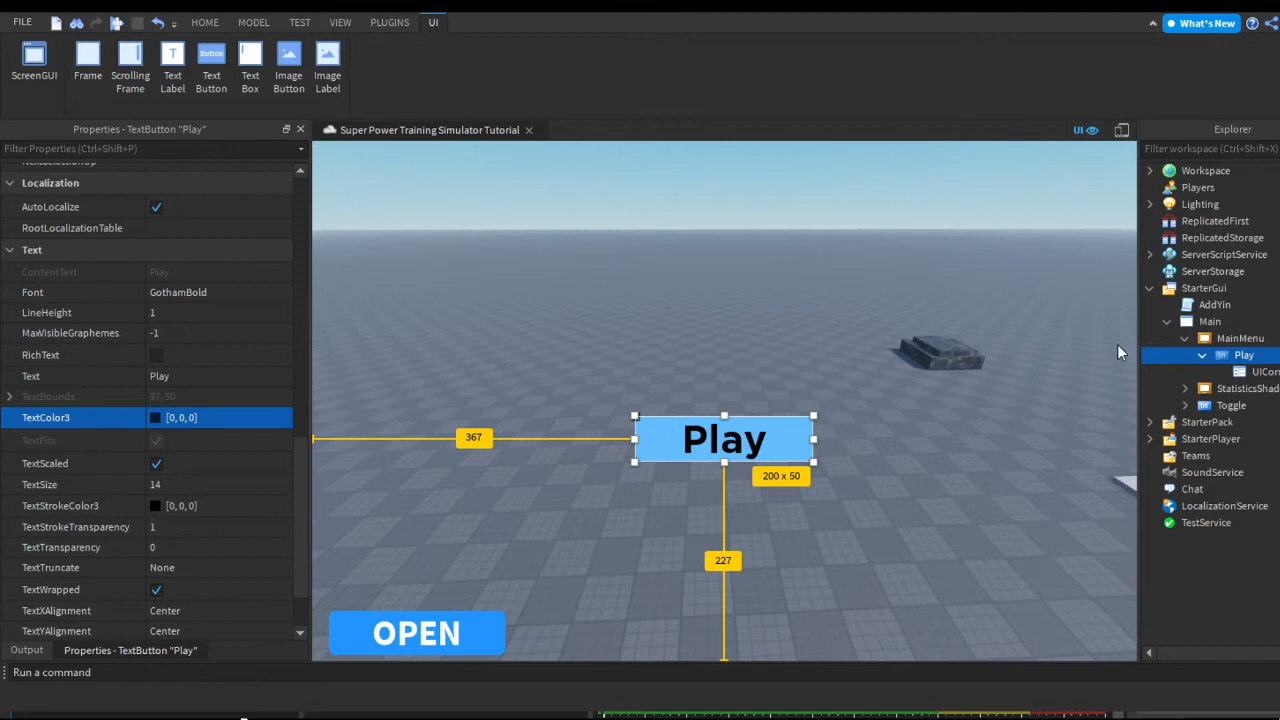 FILE HOME MODEL TEST VIEW PLUGINS UI What's New
ScreenGUI Frame Scrolling Frame Text Label Text Button Text Box Image Button Image Label
T Button
Properties - TextButton "Play"
Super Power Training Simulator Tutorial
UI
Explorer
Filter Properties (Ctrl+Shift+P)
Filter workspace (Ctrl+Shift+X)
Localization
AutoLocalize
RootLocalizationTable
Text
ContentText Play
Font GothamBold
LineHeight 1
MaxVisibleGraphemes -1
RichText
Text Play
TextBounds 97, 50
TextColor3 [0, 0, 0]
TextFits
TextScaled
TextSize 14
TextStrokeColor3 [0, 0, 0]
TextStrokeTransparency 1
TextTransparency 0
TextTruncate None
TextWrapped
TextXAlignment Center
TextYAlignment Center
Output Properties - TextButton "Play"
Run a command
367
Play
200 x 50
227
OPEN
Workspace
Players
Lighting
ReplicatedFirst
ReplicatedStorage
ServerScriptService
ServerStorage
StarterGui
AddYin
Main
MainMenu
Play
UICor
StatisticsShad
Toggle
StarterPack
StarterPlayer
Teams
SoundService
Chat
LocalizationService
TestService